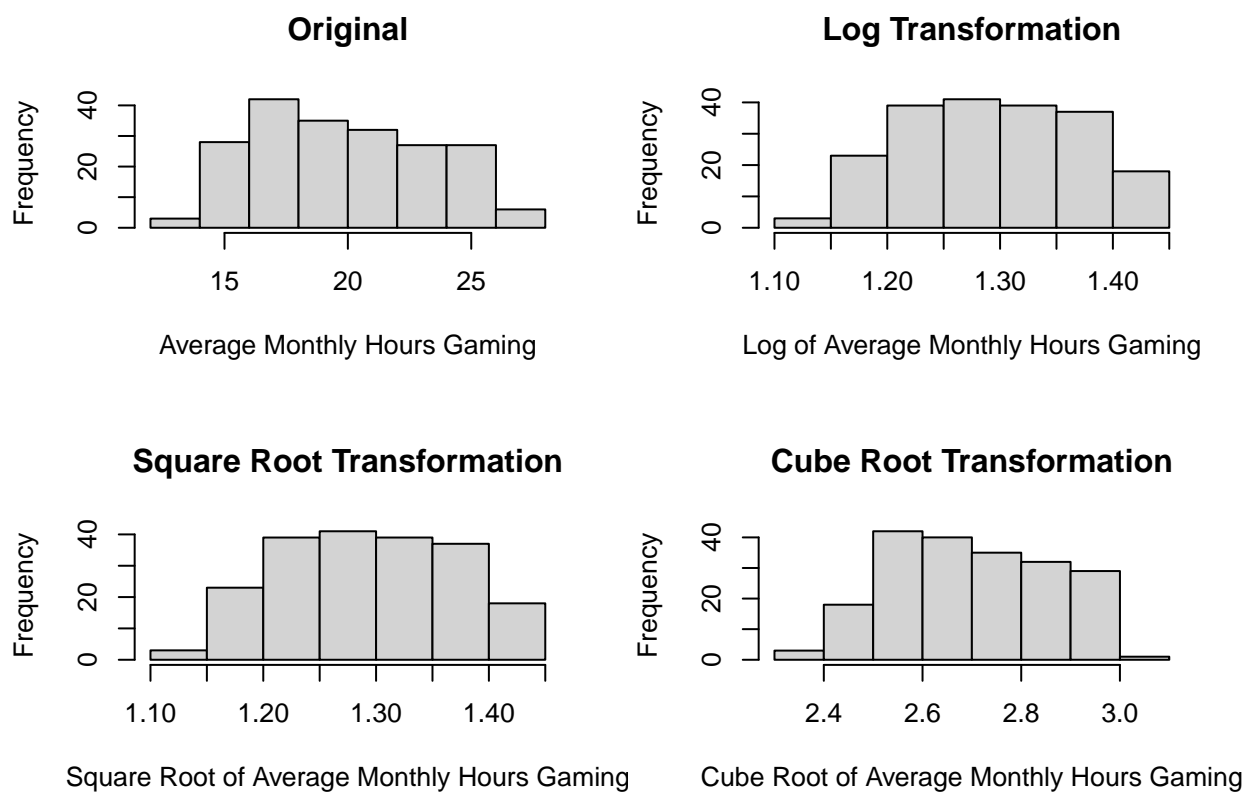 Original
Frequency
0
20
40
15
20
25
Average Monthly Hours Gaming
Log Transformation
Frequency
0
20
40
1.10
1.20
1.30
1.40
Log of Average Monthly Hours Gaming
Square Root Transformation
Frequency
0
20
40
1.10
1.20
1.30
1.40
Square Root of Average Monthly Hours Gaming
Cube Root Transformation
Frequency
0
20
40
2.4
2.6
2.8
3.0
Cube Root of Average Monthly Hours Gaming